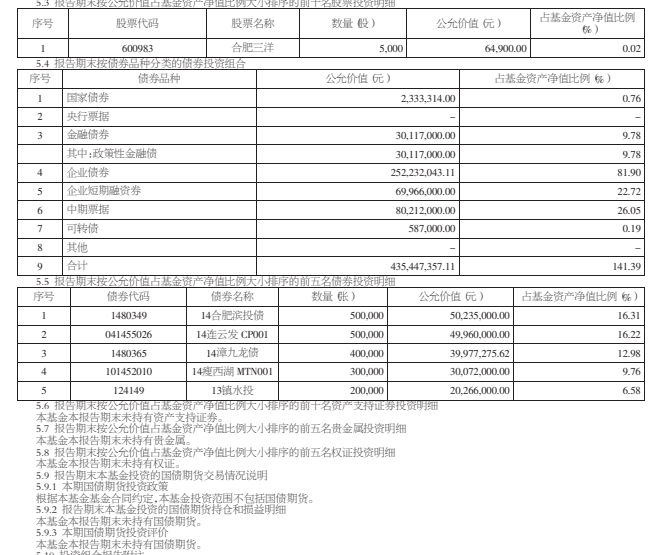 5.3 报告期末按公允价值占基金资产净值比例大小排序的前十名股票投资明细
序号 股票代码 股票名称 数量(股) 公允价值(元) 占基金资产净值比例(%)
1 600983 合肥三洋 5,000 64,900.00 0.02
5.4 报告期末按债券品种分类的债券投资组合
序号 债券品种 公允价值(元) 占基金资产净值比例(%)
1 国家债券 2,333,314.00 0.76
2 央行票据 – –
3 金融债券 30,117,000.00 9.78
其中:政策性金融债 30,117,000.00 9.78
4 企业债券 252,232,043.11 81.90
5 企业短期融资券 69,966,000.00 22.72
6 中期票据 80,212,000.00 26.05
7 可转债 587,000.00 0.19
8 其他 – –
9 合计 435,447,357.11 141.39
5.5 报告期末按公允价值占基金资产净值比例大小排序的前五名债券投资明细
序号 债券代码 债券名称 数量(张) 公允价值(元) 占基金资产净值比例(%)
1 1480349 14合肥滨投债 500,000 50,235,000.00 16.31
2 041455026 14连云发CP001 500,000 49,960,000.00 16.22
3 1480365 14漳九龙债 400,000 39,977,275.62 12.98
4 101452010 14瘦西湖MTN001 300,000 30,072,000.00 9.76
5 124149 13镇水投 200,000 20,266,000.00 6.58
5.6 报告期末按公允价值占基金资产净值比例大小排序的前十名资产支持证券投资明细
本基金本报告期末未持有资产支持证券。
5.7 报告期末按公允价值占基金资产净值比例大小排序的前五名贵金属投资明细
本基金本报告期末未持有贵金属。
5.8 报告期末按公允价值占基金资产净值比例大小排序的前五名权证投资明细
本基金本报告期末未持有权证。
5.9 报告期末本基金投资的国债期货交易情况说明
5.9.1 本期国债期货投资政策
根据本基金基金合同约定,本基金投资范围不包括国债期货。
5.9.2 报告期末本基金投资的国债期货持仓和损益明细
本基金本报告期末未持有国债期货。
5.9.3 本期国债期货投资评价
本基金本报告期末未持有国债期货。
5.10 投资组合报告附注